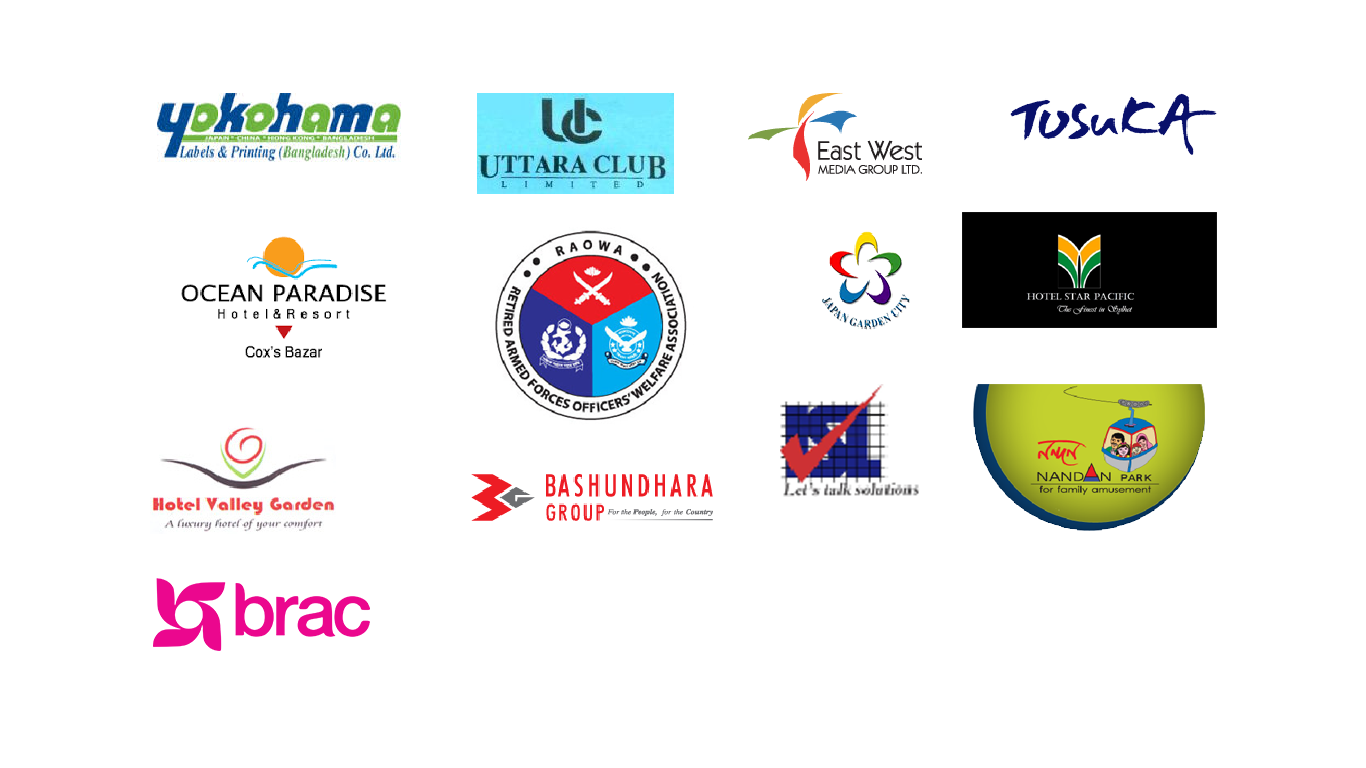 yokohama
JAPAN * CHINA * HONG KONG * BANGLADESH
Labels & Printing (Bangladesh) Co. Ltd.
UTTARA CLUB
LIMITED
East West
MEDIA GROUP LTD.
TUSUKA
OCEAN PARADISE
Hotel&Resort
Cox's Bazar
RAOWA
RETIRED ARMED FORCES OFFICERS' WELFARE ASSOCIATION
JAPAN GARDEN CITY
HOTEL STAR PACIFIC
The Finest in Sylhet
Hotel Valley Garden
A luxury hotel of your comfort
BASHUNDHARA
GROUP For the People, for the Country
Let's talk solutions
নন্দন
NANDAN PARK
for family amusement
brac